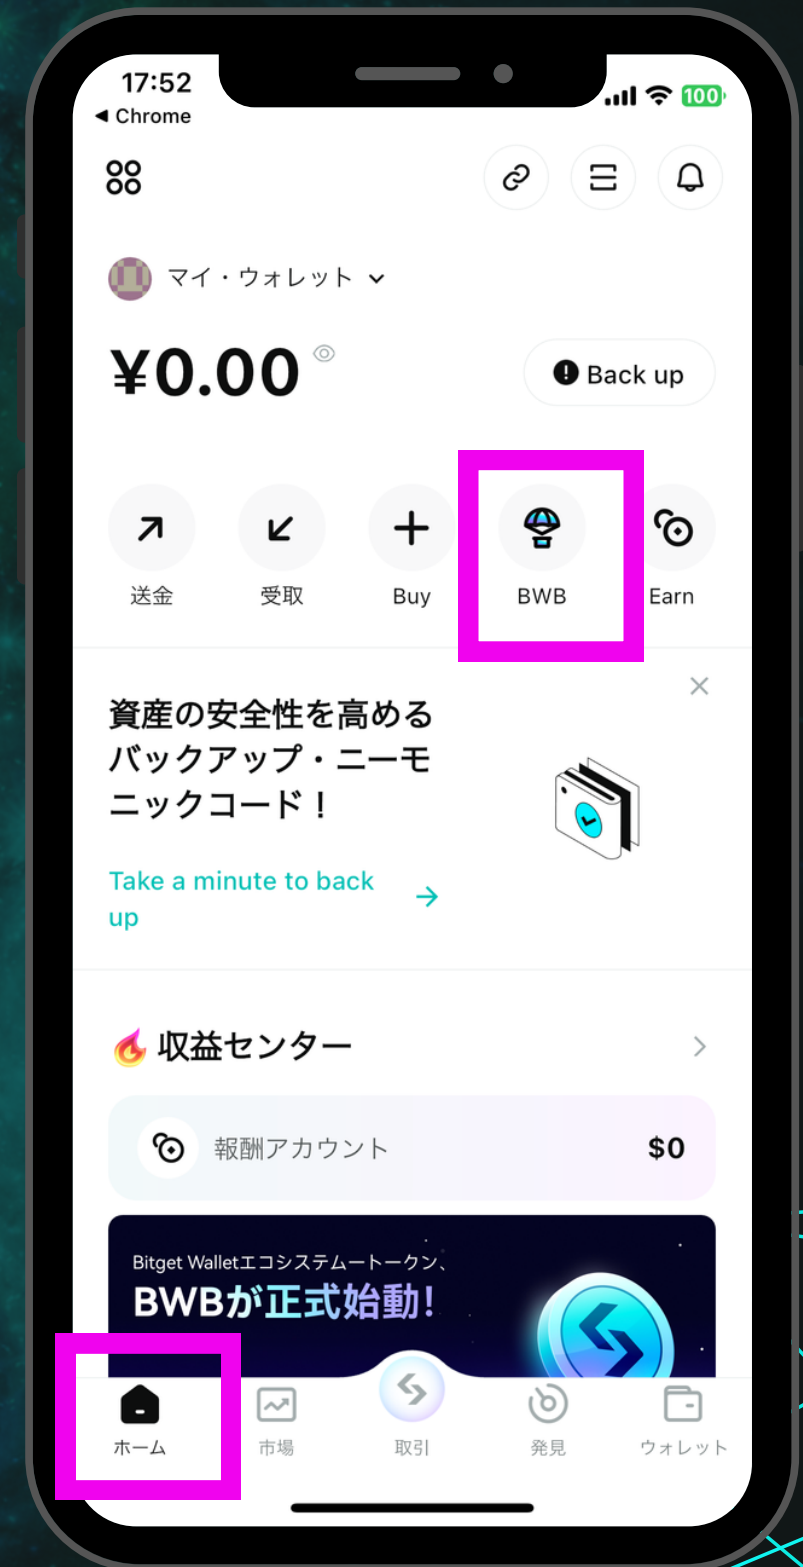 17:52
100
◀ Chrome
マイ・ウォレット
¥0.00
Back up
送金
受取
Buy
BWB
Earn
資産の安全性を高める
バックアップ・ニーモ
ニックコード！
Take a minute to back
up
収益センター
報酬アカウント
$0
Bitget Walletエコシステムートークン、
BWBが正式始動！
ホーム
市場
取引
発見
ウォレット